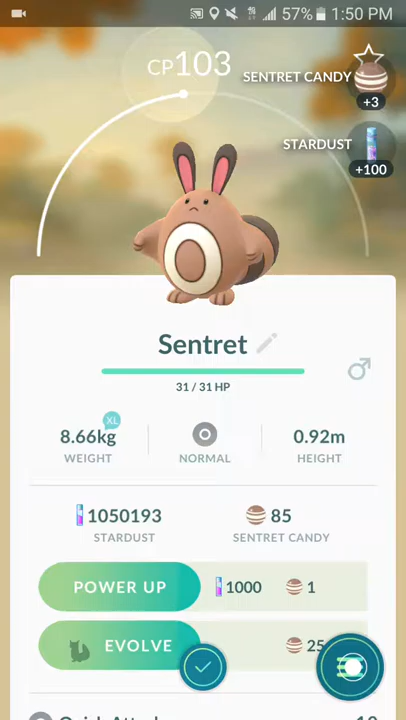 57% 1:50 PM
CP103
SENTRET CANDY
+3
STARDUST
+100
Sentret
31 / 31 HP
XL
8.66kg
WEIGHT
NORMAL
0.92m
HEIGHT
1050193
STARDUST
85
SENTRET CANDY
POWER UP
1000
1
EVOLVE
25